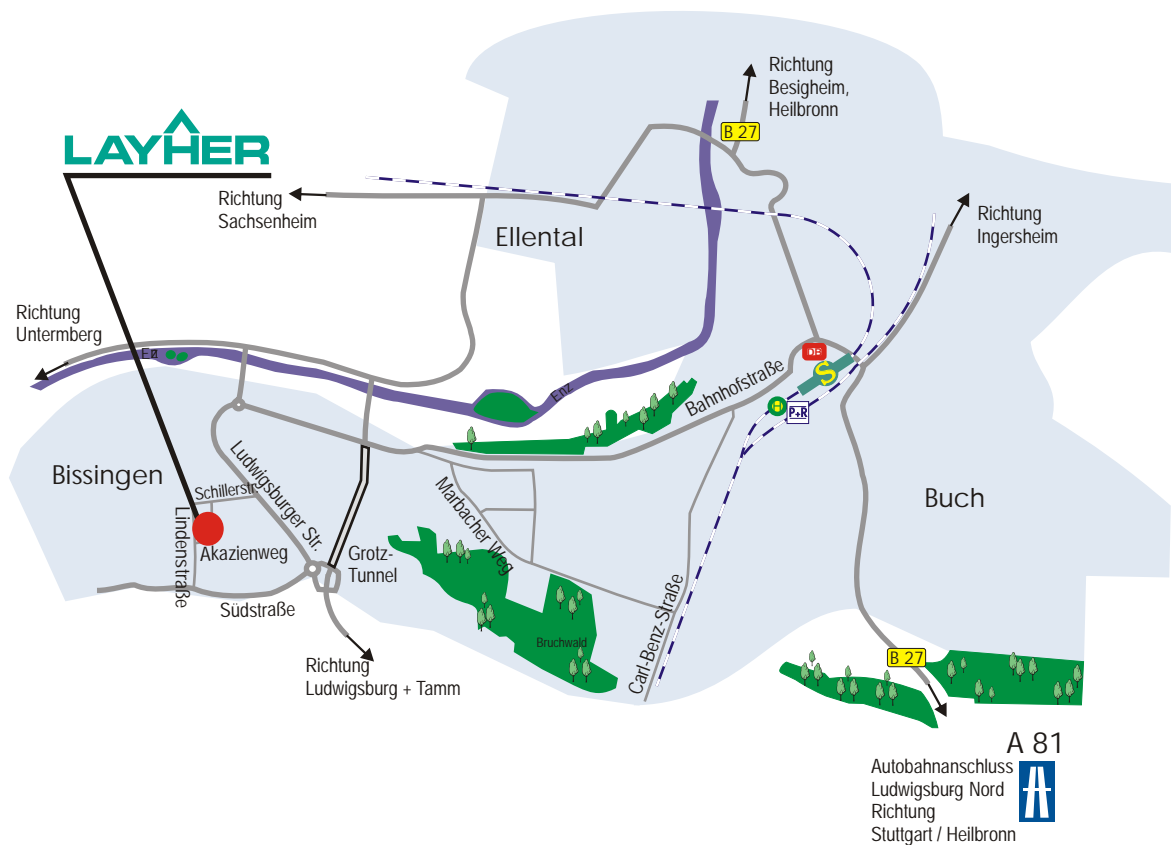 Richtung
Besigheim,
Heilbronn
B 27
LAYHER
Richtung
Sachsenheim
Ellental
Richtung
Ingersheim
Richtung
Untermberg
DB
S
Bahnhofstraße
Enz
H
P+R
Bissingen
Schillerstr.
Ludwigsburger Str.
Marbacher Weg
Buch
Lindenstraße
Akazienweg
Grotz-
Tunnel
Südstraße
Carl-Benz-Straße
Bruchwald
Richtung
Ludwigsburg + Tamm
B 27
A 81
Autobahnanschluss
Ludwigsburg Nord
Richtung
Stuttgart / Heilbronn